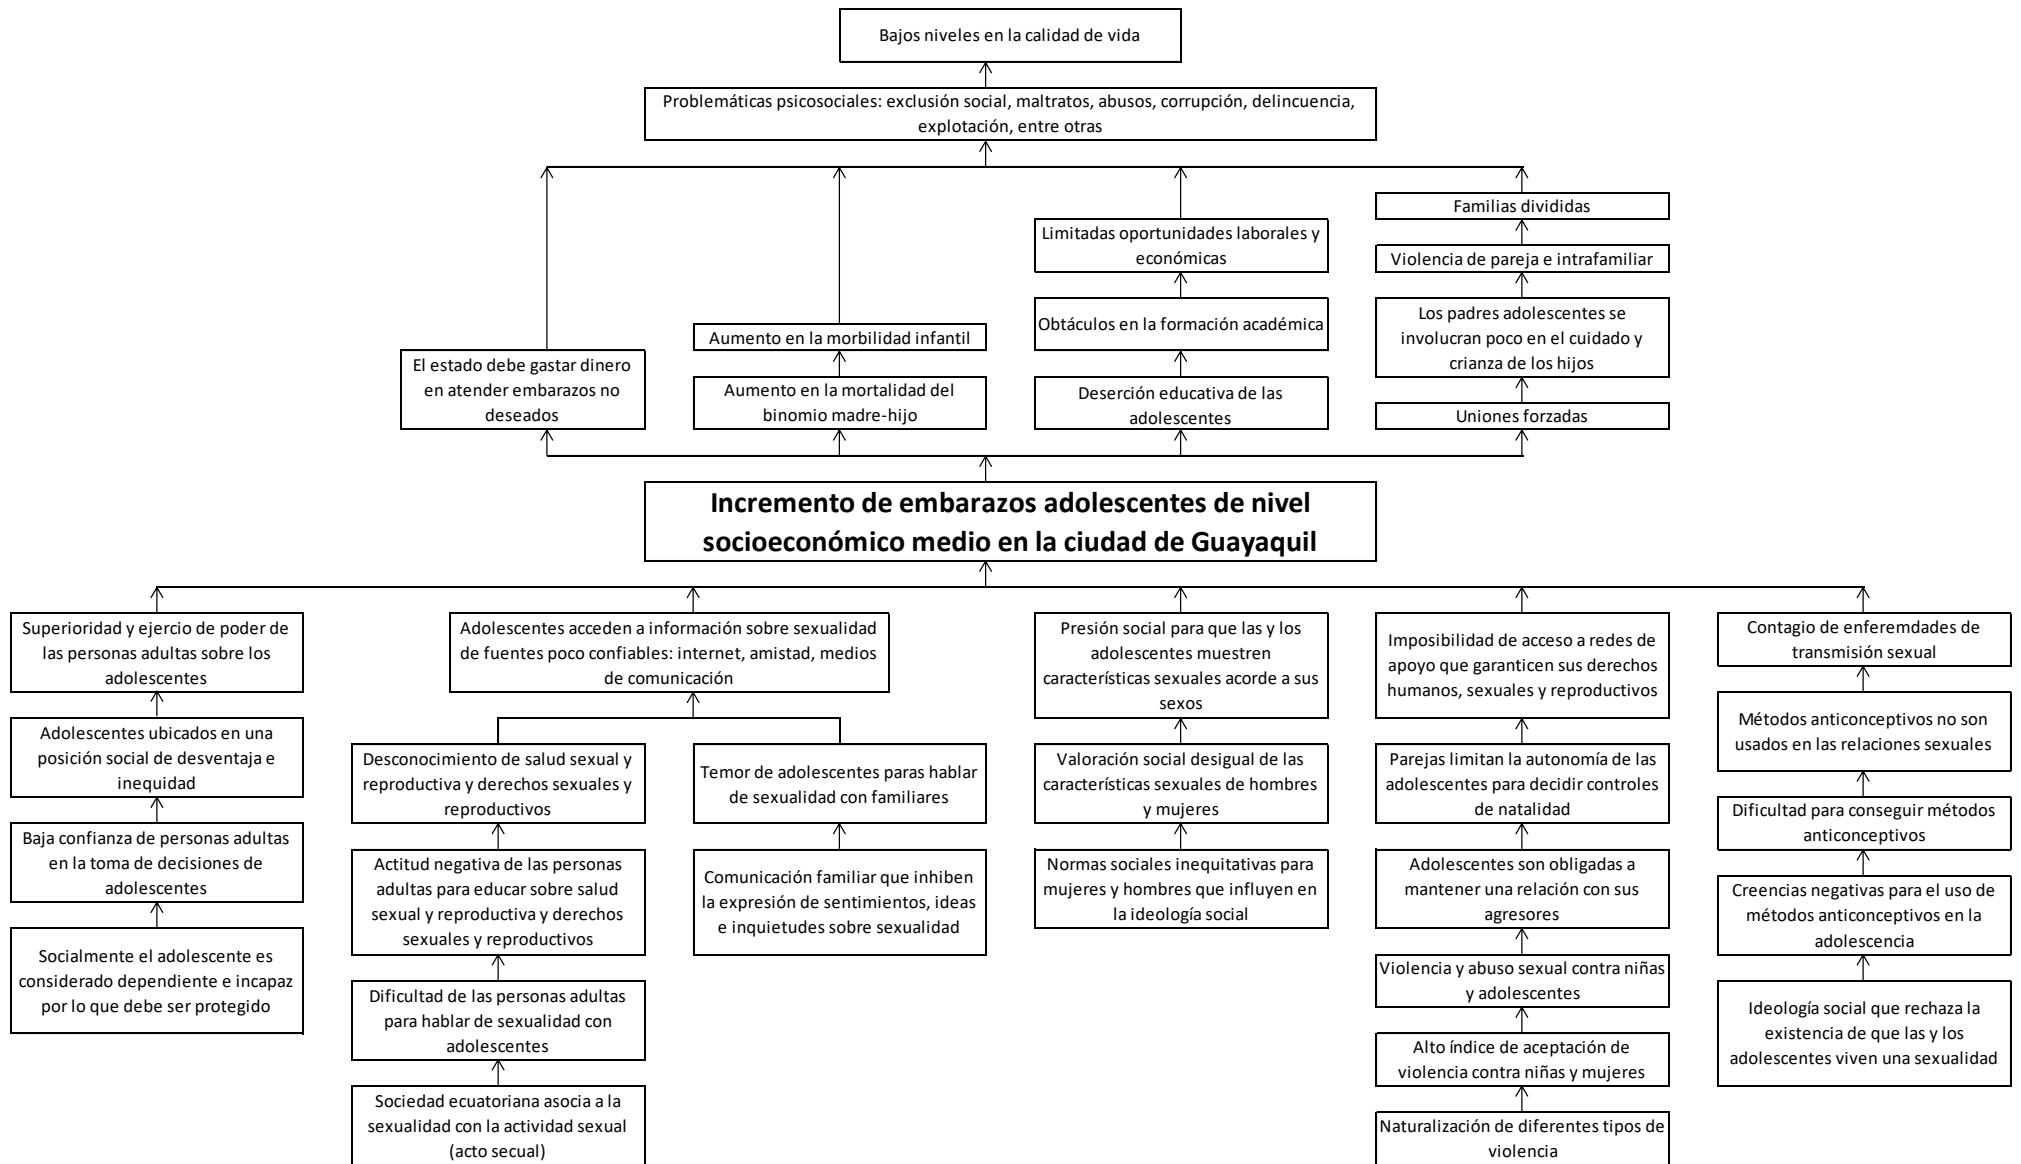 Bajos niveles en la calidad de vida
Problemáticas psicosociales: exclusión social, maltratos, abusos, corrupción, delincuencia,
explotación, entre otras
El estado debe gastar dinero
en atender embarazos no
deseados
Aumento en la morbilidad infantil
Aumento en la mortalidad del
binomio madre-hijo
Limitadas oportunidades laborales y
económicas
Obtáculos en la formación académica
Deserción educativa de las
adolescentes
Familias divididas
Violencia de pareja e intrafamiliar
Los padres adolescentes se
involucran poco en el cuidado y
crianza de los hijos
Uniones forzadas
Incremento de embarazos adolescentes de nivel
socioeconómico medio en la ciudad de Guayaquil
Superioridad y ejercio de poder de
las personas adultas sobre los
adolescentes
Adolescentes ubicados en una
posición social de desventaja e
inequidad
Baja confianza de personas adultas
en la toma de decisiones de
adolescentes
Socialmente el adolescente es
considerado dependiente e incapaz
por lo que debe ser protegido
Adolescentes acceden a información sobre sexualidad
de fuentes poco confiables: internet, amistad, medios
de comunicación
Desconocimiento de salud sexual y
reproductiva y derechos sexuales y
reproductivos
Actitud negativa de las personas
adultas para educar sobre salud
sexual y reproductiva y derechos
sexuales y reproductivos
Dificultad de las personas adultas
para hablar de sexualidad con
adolescentes
Sociedad ecuatoriana asocia a la
sexualidad con la actividad sexual
(acto secual)
Temor de adolescentes paras hablar
de sexualidad con familiares
Comunicación familiar que inhiben
la expresión de sentimientos, ideas
e inquietudes sobre sexualidad
Presión social para que las y los
adolescentes muestren
características sexuales acorde a sus
sexos
Valoración social desigual de las
características sexuales de hombres
y mujeres
Normas sociales inequitativas para
mujeres y hombres que influyen en
la ideología social
Imposibilidad de acceso a redes de
apoyo que garanticen sus derechos
humanos, sexuales y reproductivos
Parejas limitan la autonomía de las
adolescentes para decidir controles
de natalidad
Adolescentes son obligadas a
mantener una relación con sus
agresores
Violencia y abuso sexual contra niñas
y adolescentes
Alto índice de aceptación de
violencia contra niñas y mujeres
Naturalización de diferentes tipos de
violencia
Contagio de enferemdades de
transmisión sexual
Métodos anticonceptivos no son
usados en las relaciones sexuales
Dificultad para conseguir métodos
anticonceptivos
Creencias negativas para el uso de
métodos anticonceptivos en la
adolescencia
Ideología social que rechaza la
existencia de que las y los
adolescentes viven una sexualidad